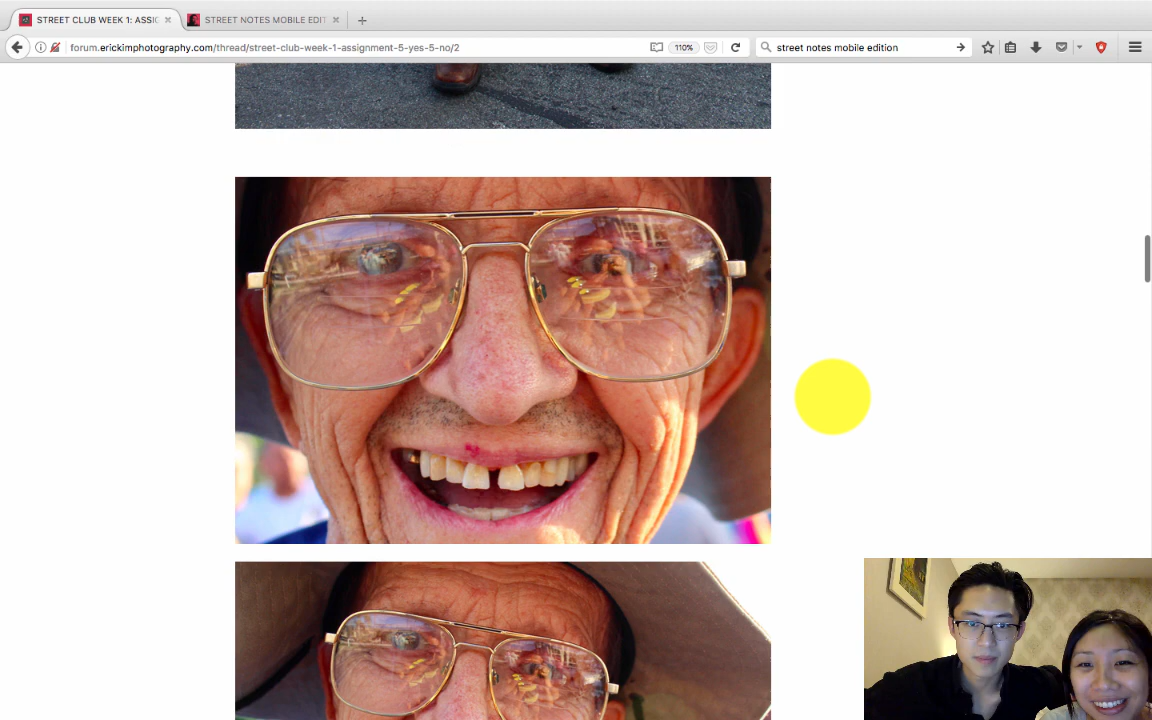 STREET CLUB WEEK 1: ASSIG
STREET NOTES MOBILE EDIT
forum.erickimphotography.com/thread/street-club-week-1-assignment-5-yes-5-no/2
110%
street notes mobile edition